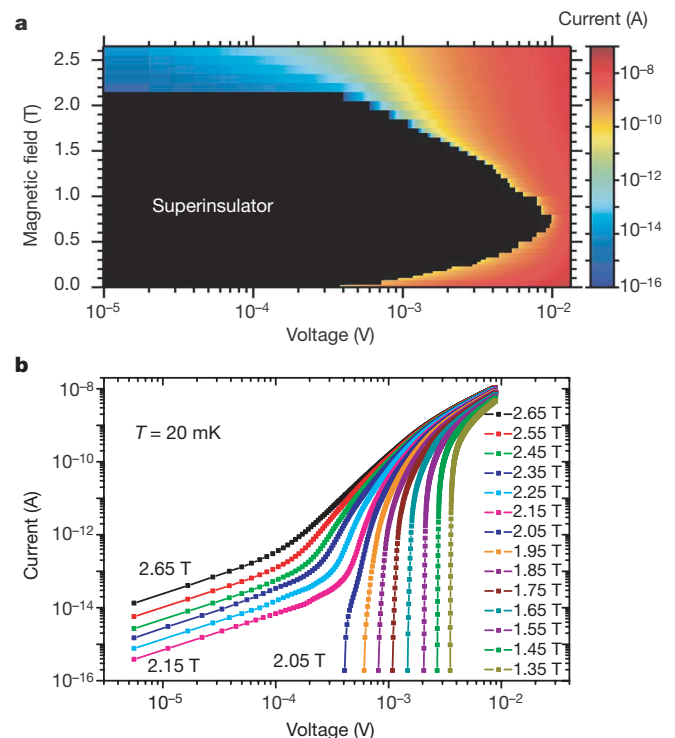 a
Current (A)
Magnetic field (T)
2.5
2.0
1.5
1.0
0.5
0.0
Superinsulator
10⁻⁸
10⁻¹⁰
10⁻¹²
10⁻¹⁴
10⁻¹⁶
10⁻⁵
10⁻⁴
10⁻³
10⁻²
Voltage (V)
b
Current (A)
10⁻⁸
10⁻¹⁰
10⁻¹²
10⁻¹⁴
10⁻¹⁶
T = 20 mK
2.65 T
2.15 T
2.05 T
2.65 T
2.55 T
2.45 T
2.35 T
2.25 T
2.15 T
2.05 T
1.95 T
1.85 T
1.75 T
1.65 T
1.55 T
1.45 T
1.35 T
10⁻⁵
10⁻⁴
10⁻³
10⁻²
Voltage (V)